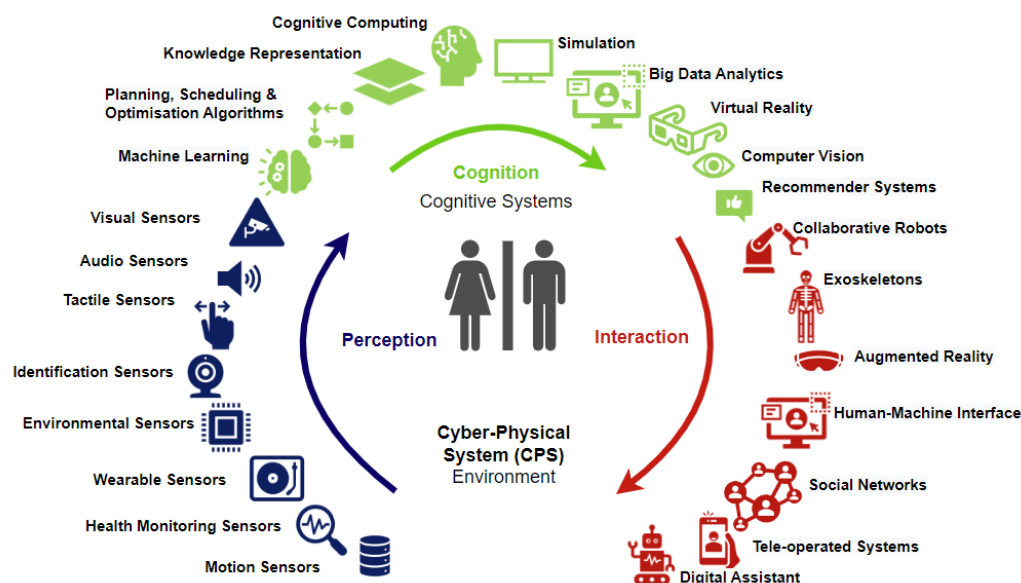 Cognitive Computing
Knowledge Representation
Simulation
Planning, Scheduling &
Optimisation Algorithms
Big Data Analytics
Virtual Reality
Machine Learning
Computer Vision
Cognition
Cognitive Systems
Recommender Systems
Visual Sensors
Collaborative Robots
Audio Sensors
Exoskeletons
Tactile Sensors
Perception
Interaction
Augmented Reality
Identification Sensors
Human-Machine Interface
Environmental Sensors
Cyber-Physical
System (CPS)
Environment
Wearable Sensors
Social Networks
Health Monitoring Sensors
Tele-operated Systems
Motion Sensors
Digital Assistant